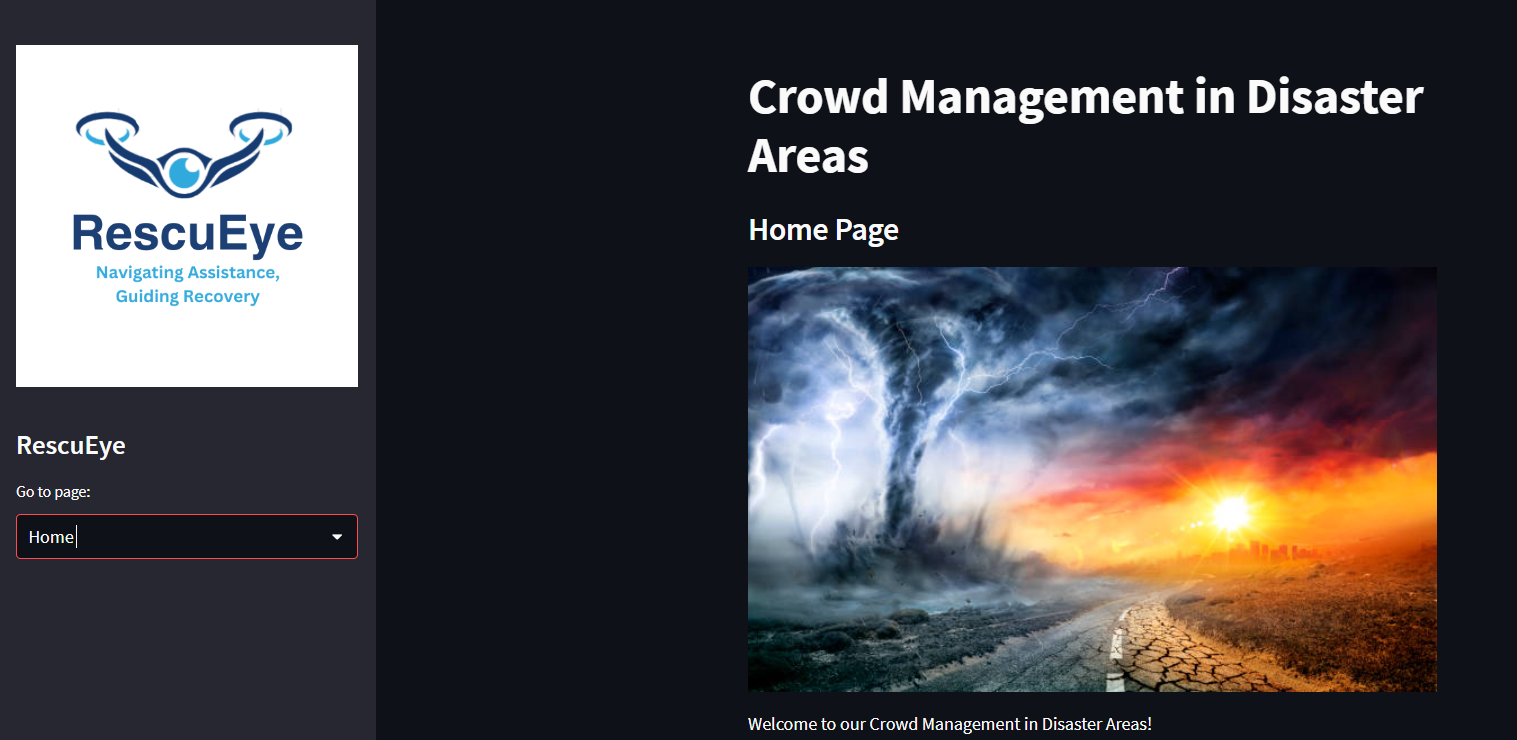 RescuEye
Navigating Assistance,
Guiding Recovery
RescuEye
Go to page:
Home
Crowd Management in Disaster
Areas
Home Page
Welcome to our Crowd Management in Disaster Areas!